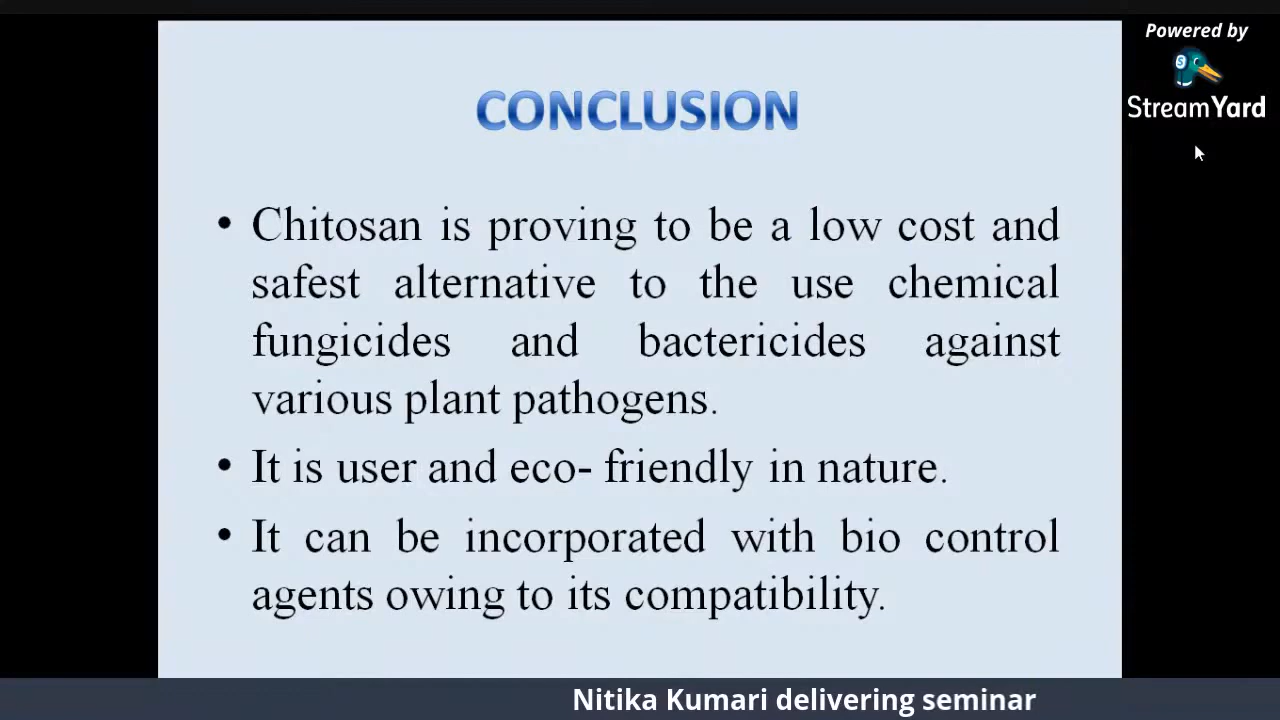 Powered by
StreamYard
CONCLUSION
• Chitosan is proving to be a low cost and
safest alternative to the use chemical
fungicides and bactericides against
various plant pathogens.
• It is user and eco- friendly in nature.
• It can be incorporated with bio control
agents owing to its compatibility.
Nitika Kumari delivering seminar